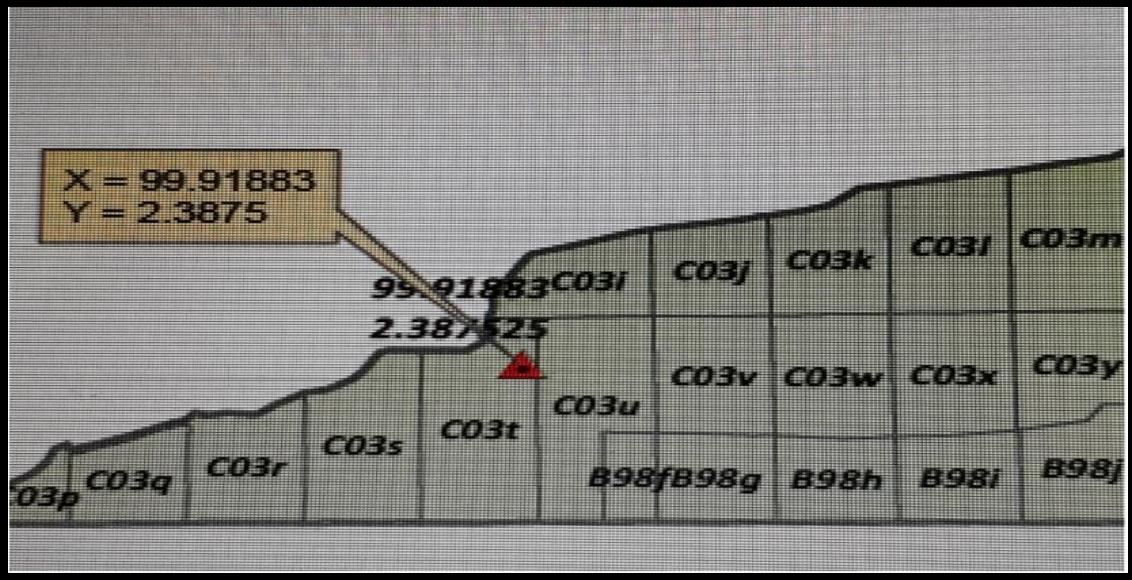 X = 99.91883
Y = 2.3875
99.91883
2.387525
C03i
C03j
C03k
C03l
C03m
C03u
C03v
C03w
C03x
C03y
C03p
C03q
C03r
C03s
C03t
B98f
B98g
B98h
B98i
B98j